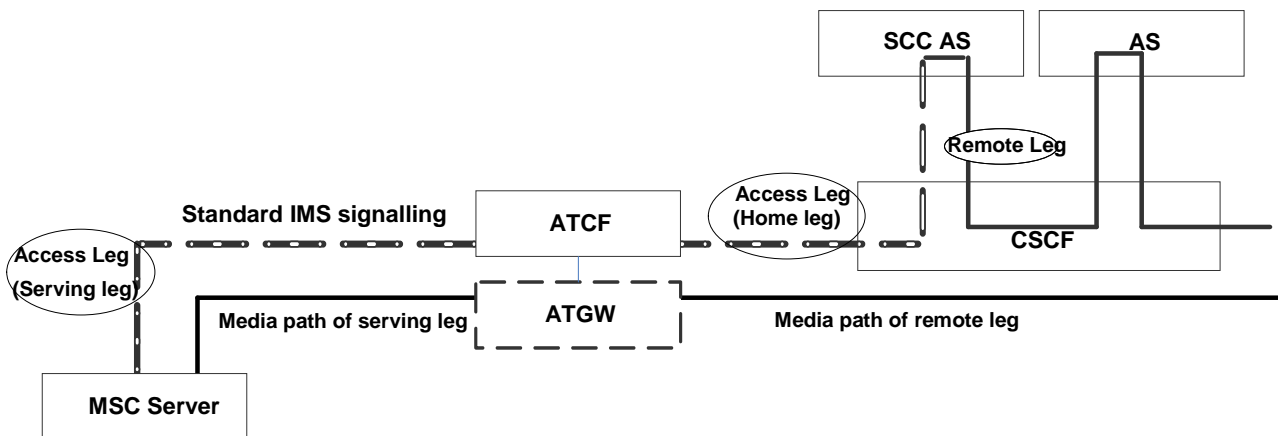 SCC AS
AS
Remote Leg
Access Leg
(Home leg)
Standard IMS signalling
ATCF
CSCF
Access Leg
(Serving leg)
ATGW
Media path of serving leg
Media path of remote leg
MSC Server